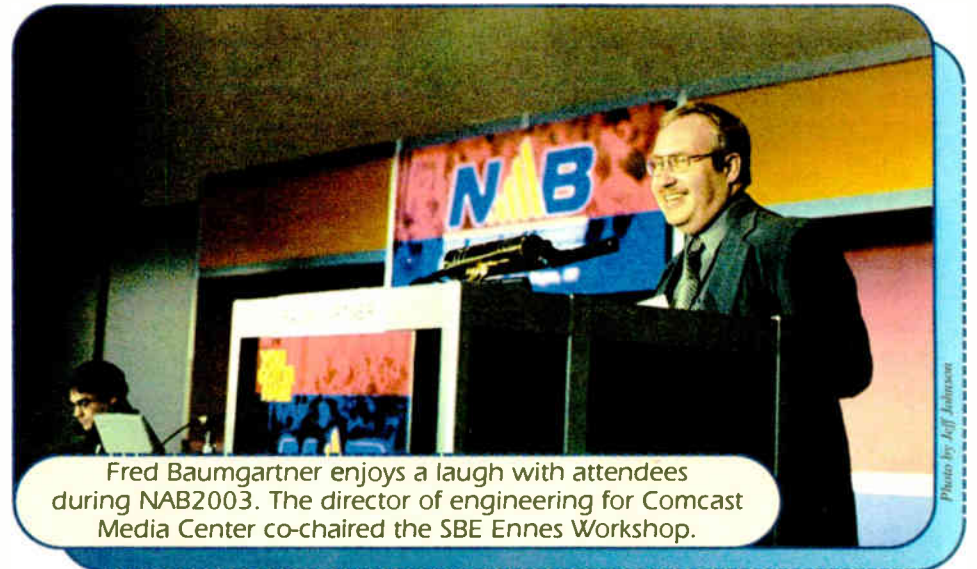 NAB
Fred Baumgartner enjoys a laugh with attendees
during NAB2003. The director of engineering for Comcast
Media Center co-chaired the SBE Ennes Workshop.
Photo by Jeff Johnson